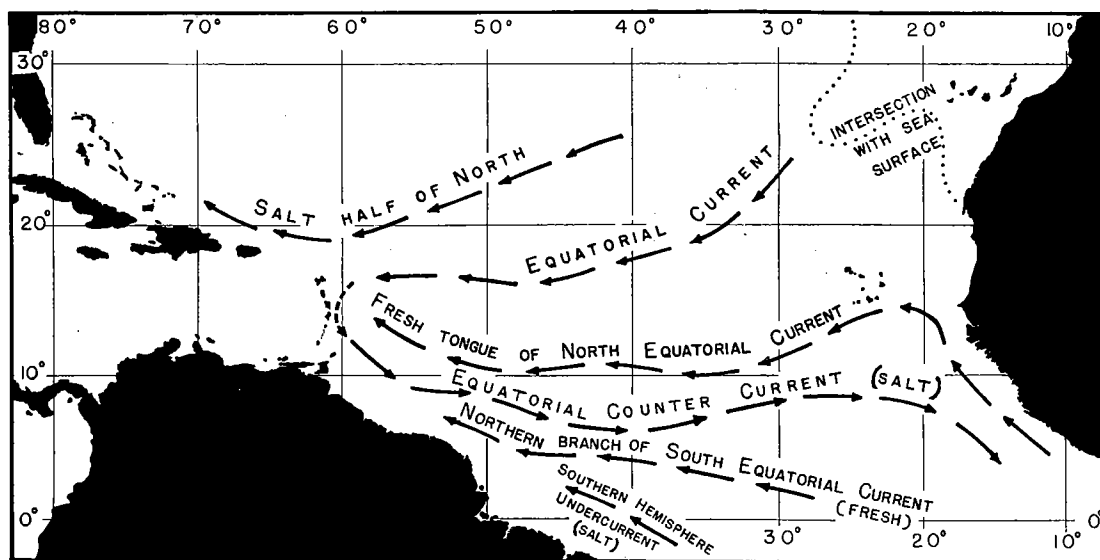 80° 70° 60° 50° 40° 30° 20° 10°
30°
INTERSECTION
WITH SEA
SURFACE
SALT HALF OF NORTH
EQUATORIAL CURRENT
20°
FRESH TONGUE OF NORTH EQUATORIAL CURRENT
10°
EQUATORIAL COUNTER CURRENT (SALT)
NORTHERN BRANCH OF SOUTH EQUATORIAL CURRENT
(FRESH)
SOUTHERN HEMISPHERE
UNDERCURRENT
(SALT)
0° 0°
30° 20° 10°